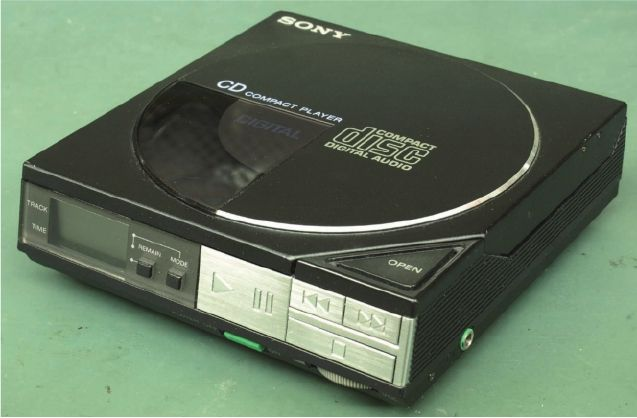 SONY
CD COMPACT PLAYER
DIGITAL
COMPACT
disc
DIGITAL AUDIO
TRACK
TIME
REMAIN
MODE
OPEN